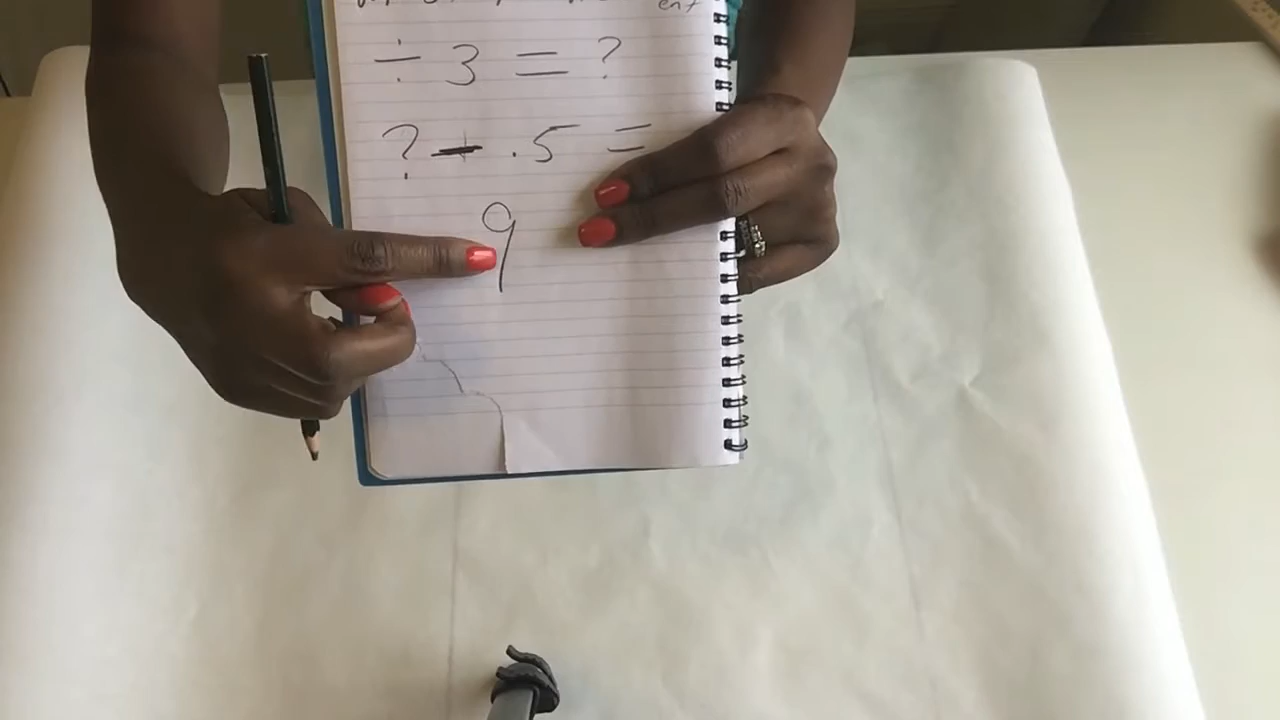 ÷ 3 = ?
? - .5 =
9